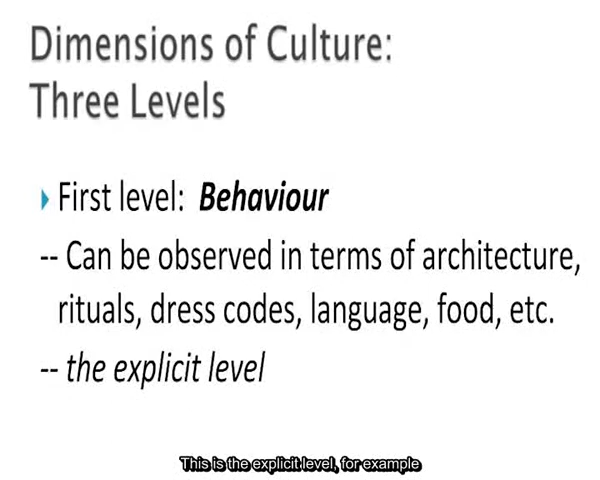 Dimensions of Culture:
Three Levels
First level: Behaviour
-- Can be observed in terms of architecture,
rituals, dress codes, language, food, etc.
-- the explicit level
This is the explicit level, for example